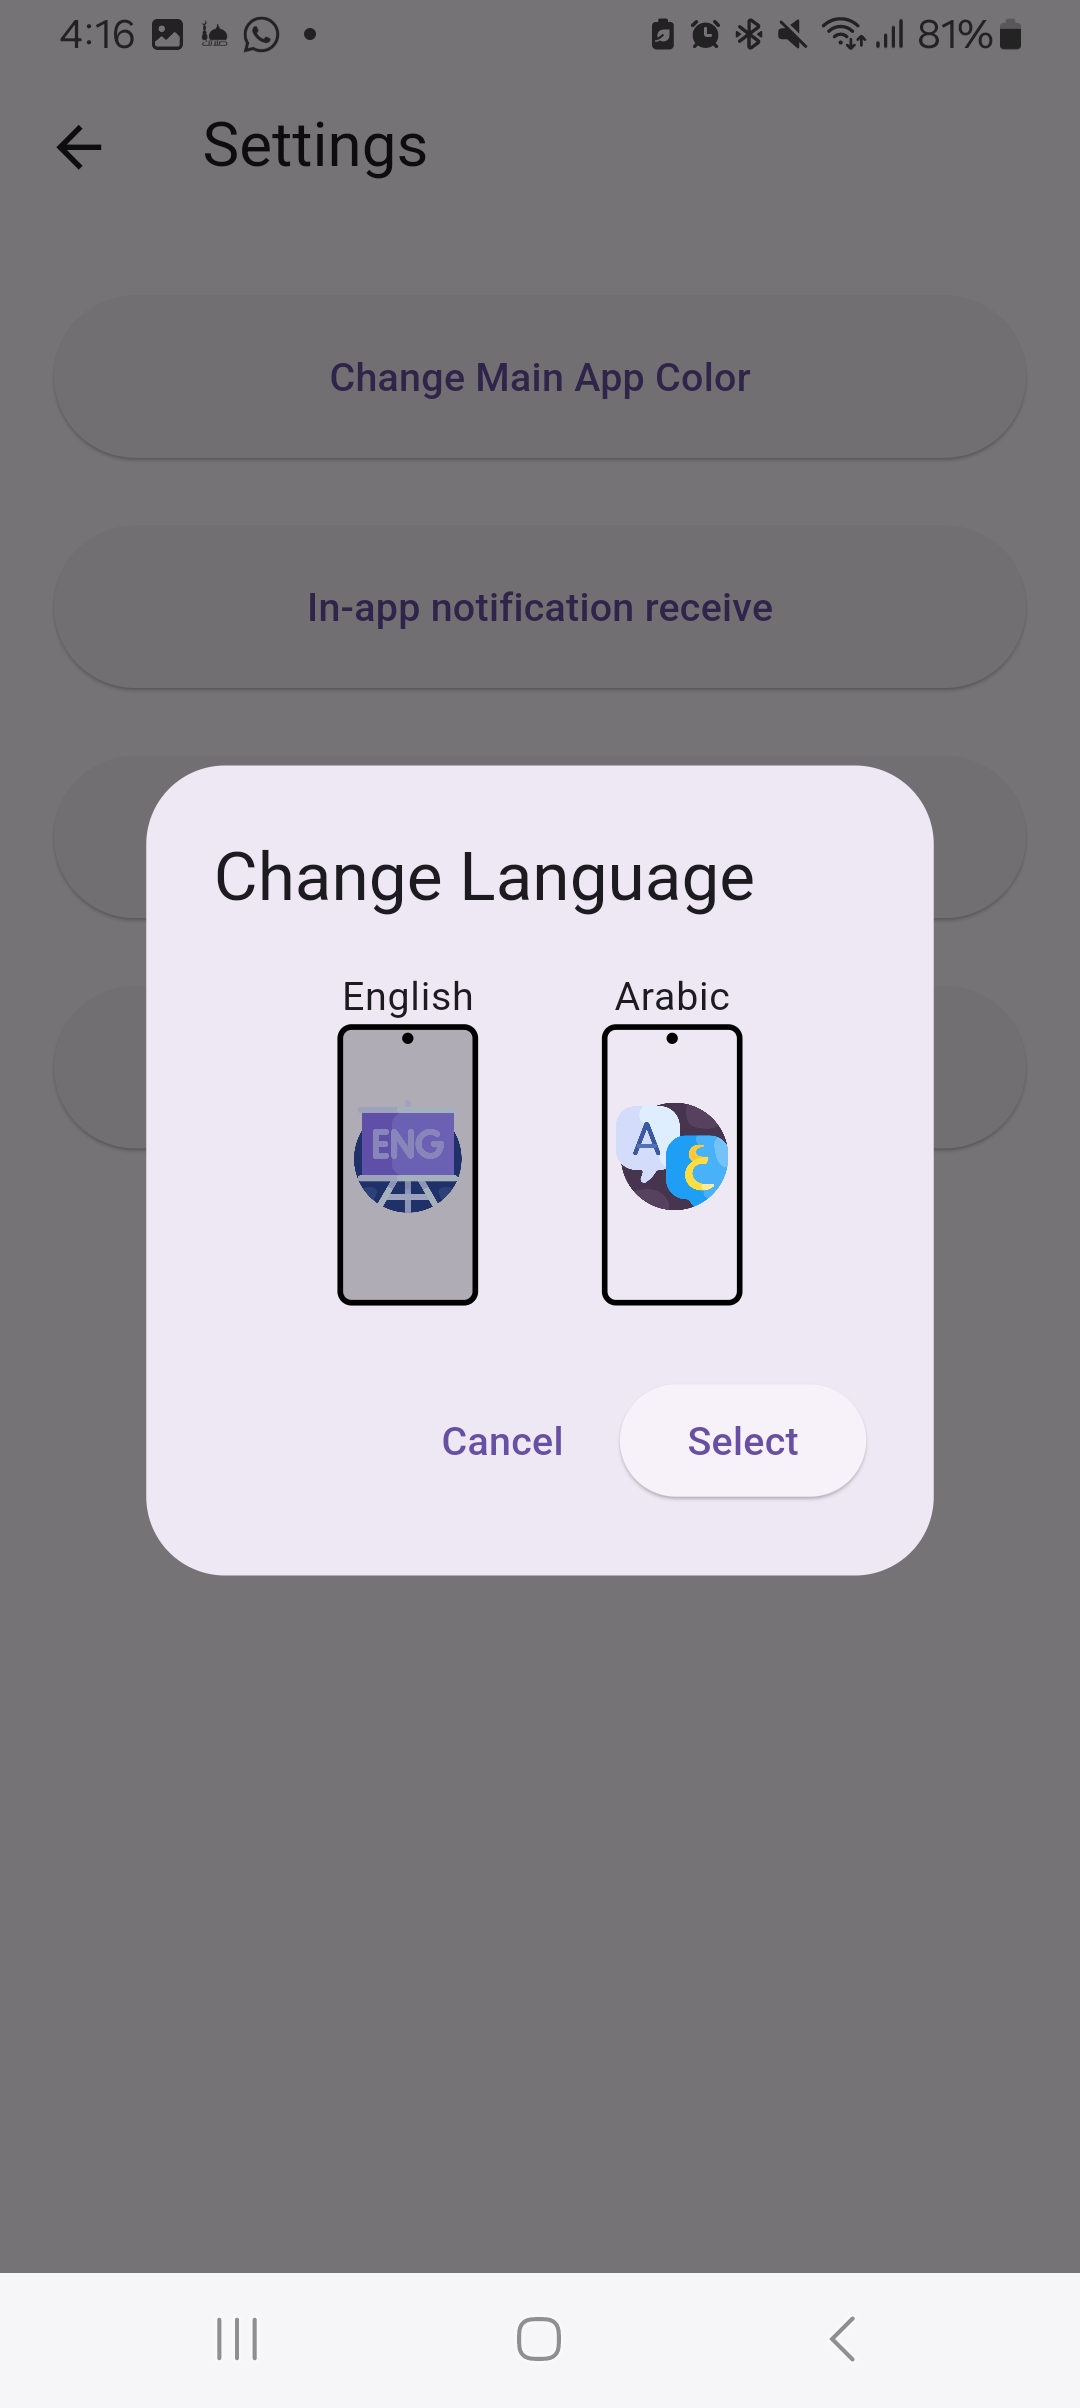 4:16 81%
Settings
Change Main App Color
In-app notification receive
Change Language
English Arabic
ENG A ع
Cancel Select